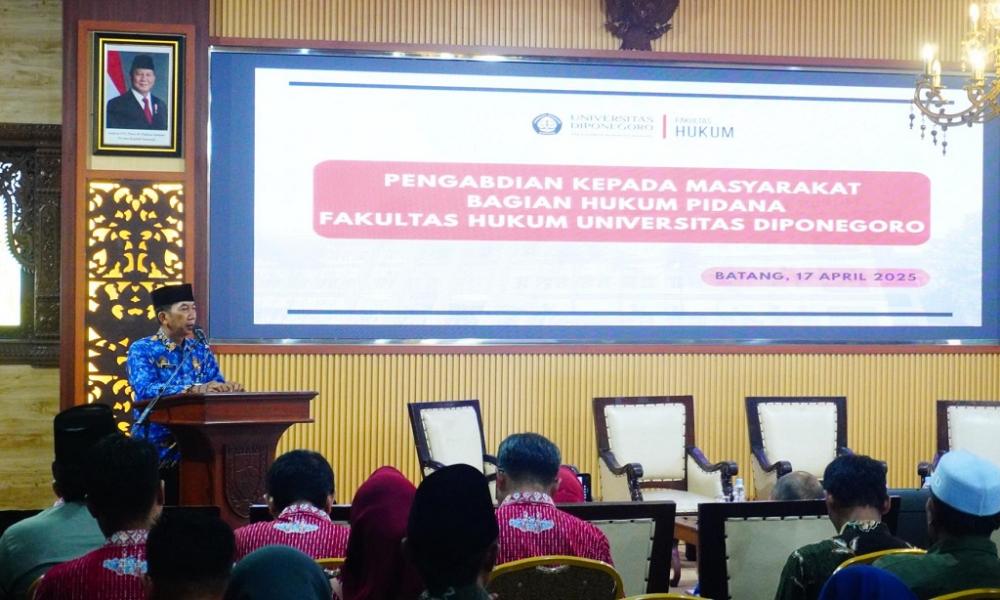 UNIVERSITAS
DIPONEGORO
FAKULTAS
HUKUM
PENGABDIAN KEPADA MASYARAKAT
BAGIAN HUKUM PIDANA
FAKULTAS HUKUM UNIVERSITAS DIPONEGORO
BATANG, 17 APRIL 2025